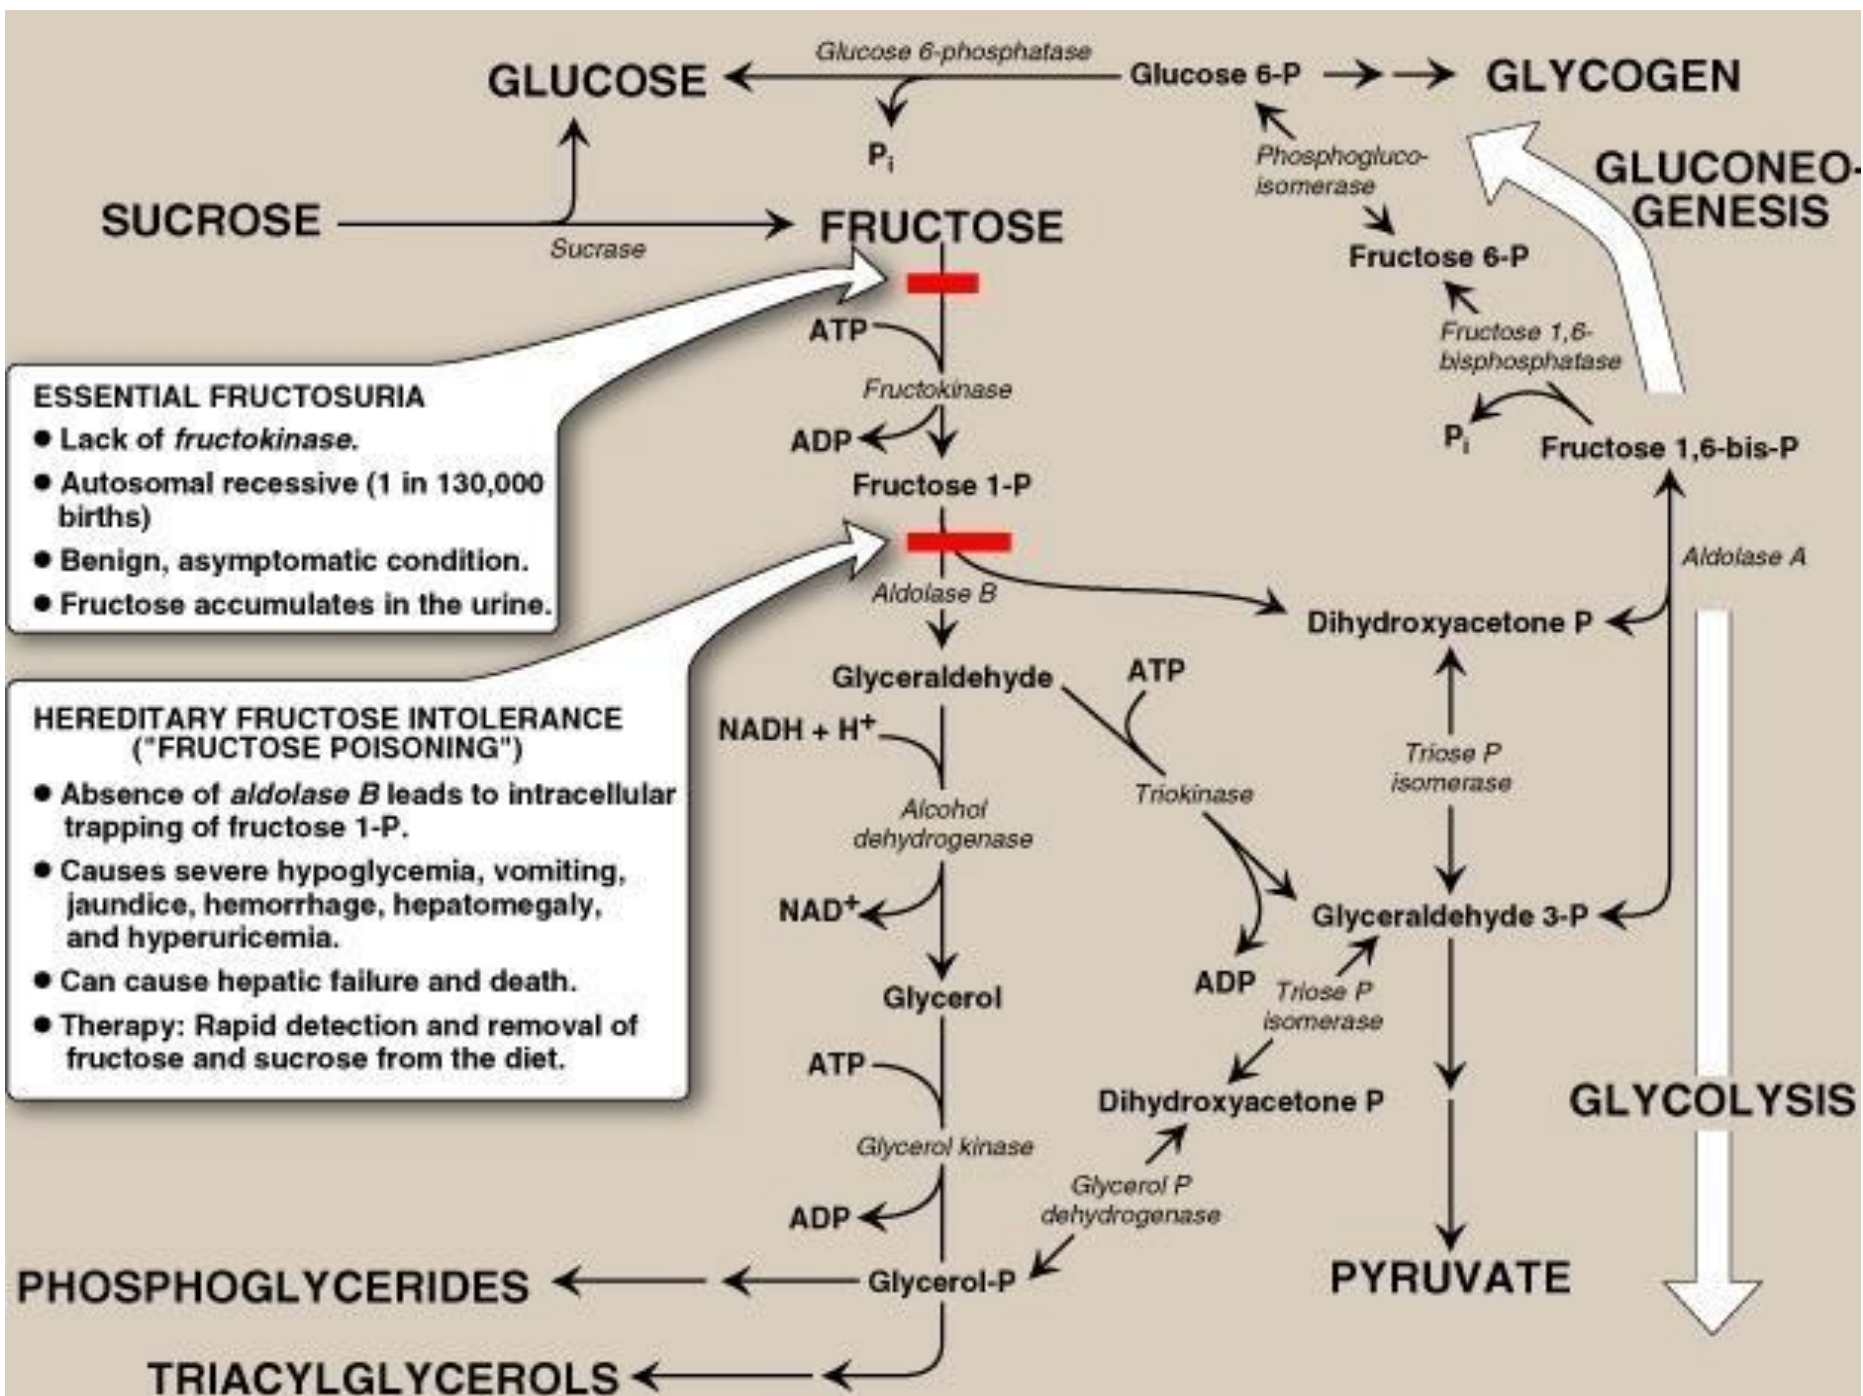 Glucose 6-phosphatase
GLUCOSE
Glucose 6-P
GLYCOGEN
Pi
Phosphogluco-
isomerase
GLUCONEO-
GENESIS
SUCROSE
Sucrase
FRUCTOSE
Fructose 6-P
ATP
Fructose 1,6-
bisphosphatase
Fructokinase
ADP
Pi
Fructose 1,6-bis-P
Fructose 1-P
ESSENTIAL FRUCTOSURIA
● Lack of fructokinase.
● Autosomal recessive (1 in 130,000
births)
● Benign, asymptomatic condition.
● Fructose accumulates in the urine.
Aldolase A
Aldolase B
Dihydroxyacetone P
Glyceraldehyde
ATP
HEREDITARY FRUCTOSE INTOLERANCE
("FRUCTOSE POISONING")
● Absence of aldolase B leads to intracellular
trapping of fructose 1-P.
● Causes severe hypoglycemia, vomiting,
jaundice, hemorrhage, hepatomegaly,
and hyperuricemia.
● Can cause hepatic failure and death.
● Therapy: Rapid detection and removal of
fructose and sucrose from the diet.
NADH + H+
Alcohol
dehydrogenase
NAD+
Triokinase
Triose P
isomerase
Glyceraldehyde 3-P
ADP
Triose P
isomerase
Glycerol
ATP
Dihydroxyacetone P
GLYCOLYSIS
Glycerol kinase
Glycerol P
dehydrogenase
ADP
PHOSPHOGLYCERIDES
Glycerol-P
PYRUVATE
TRIACYLGLYCEROLS